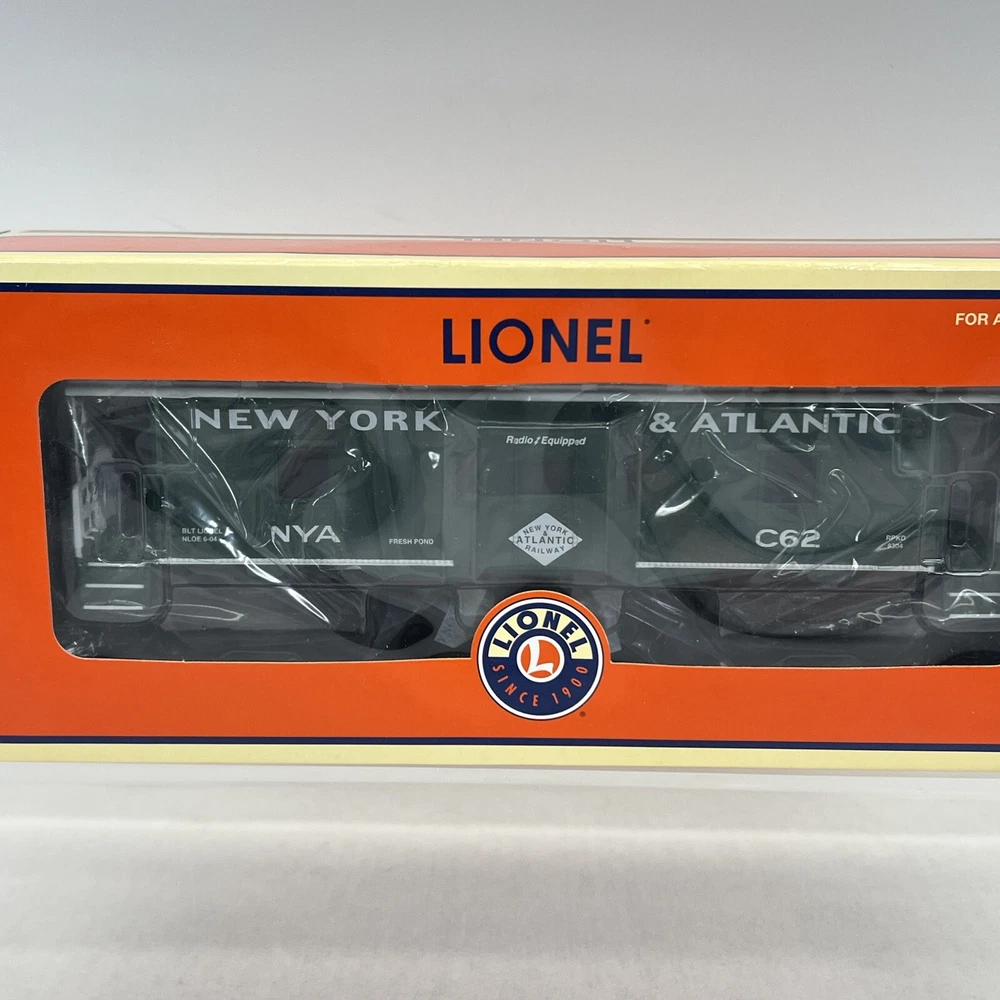 LIONEL
FOR A
NEW YORK & ATLANTIC
Radio Equipped
BLT LIONEL
NLOE 6-04
NYA
FRESH POND
NEW YORK
&
ATLANTIC
RAILWAY
C62
RPKD
LIONEL
L
SINCE 1900